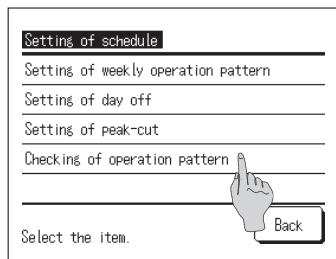 Setting of schedule
Setting of weekly operation pattern
Setting of day off
Setting of peak-cut
Checking of operation pattern
Select the item.
Back